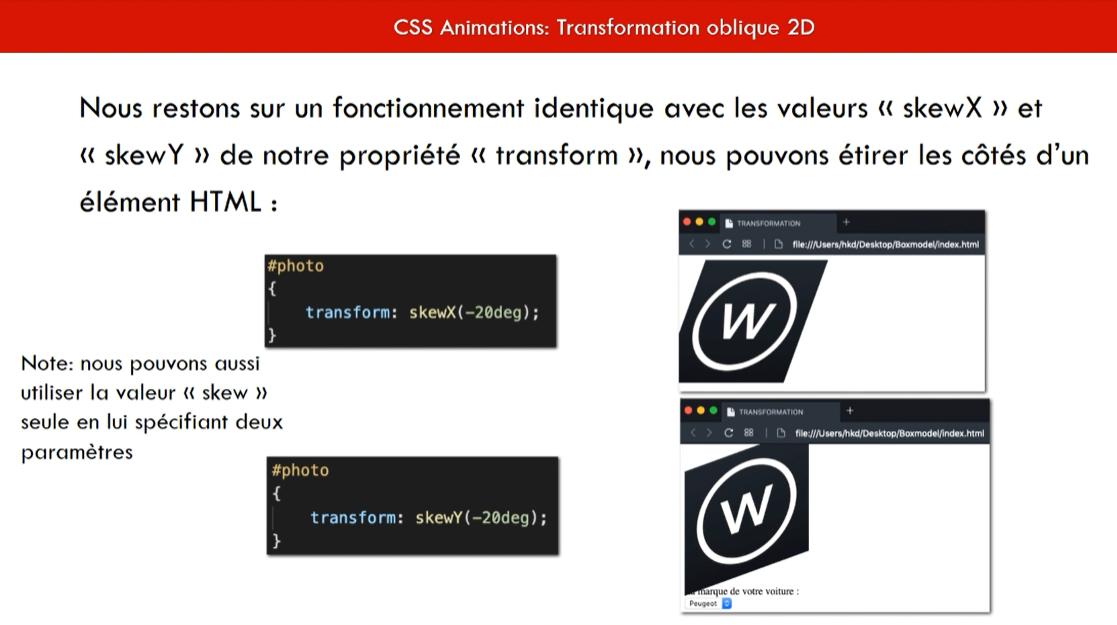 CSS Animations: Transformation oblique 2D
Nous restons sur un fonctionnement identique avec les valeurs « skewX » et
« skewY » de notre propriété « transform », nous pouvons étirer les côtés d’un
élément HTML :
#photo
{
transform: skewX(-20deg);
}
Note: nous pouvons aussi
utiliser la valeur « skew »
seule en lui spécifiant deux
paramètres
#photo
{
transform: skewY(-20deg);
}
TRANSFORMATION
file:///Users/hkd/Desktop/Boxmodel/index.html
W
TRANSFORMATION
file:///Users/hkd/Desktop/Boxmodel/index.html
W
marque de votre voiture :
Peugeot